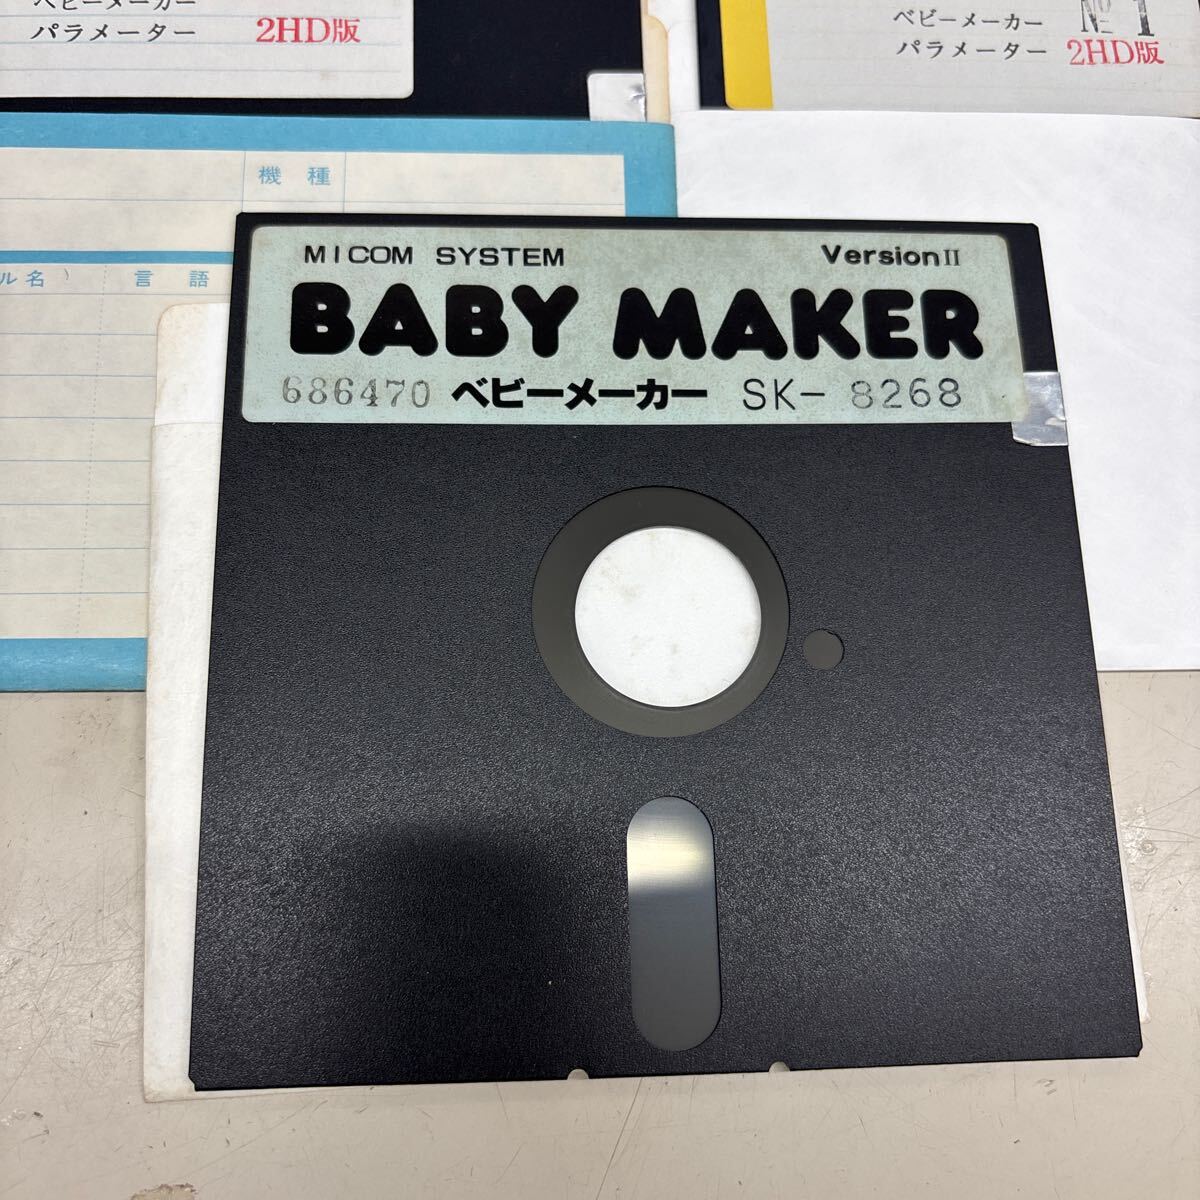 ベビーメーカー
パラメーター 2HD版
ベビーメーカー № 1
パラメーター 2HD版
機種
ル名 言語
MICOM SYSTEM VersionⅡ
BABY MAKER
686470 ベビーメーカー SK- 8268